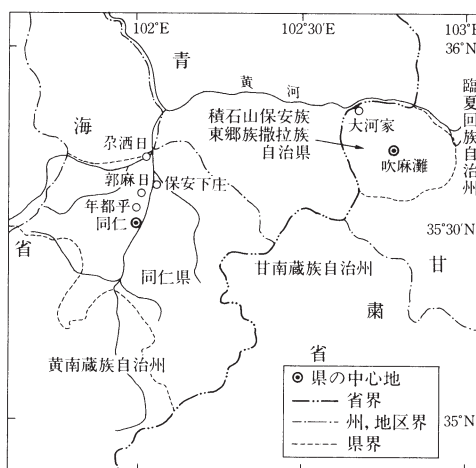 102°E
102°30′E
103°E
36°N
青
黄 河
海
積石山保安族
東郷族撒拉族
自治県
大河家
臨夏回族自治州
尕洒日
吹麻灘
郭麻日
保安下庄
年都乎
同仁
35°30′N
省
同仁県
甘南蔵族自治州
甘
粛
省
黄南蔵族自治州
県の中心地
省界
州,地区界
県界
35°N